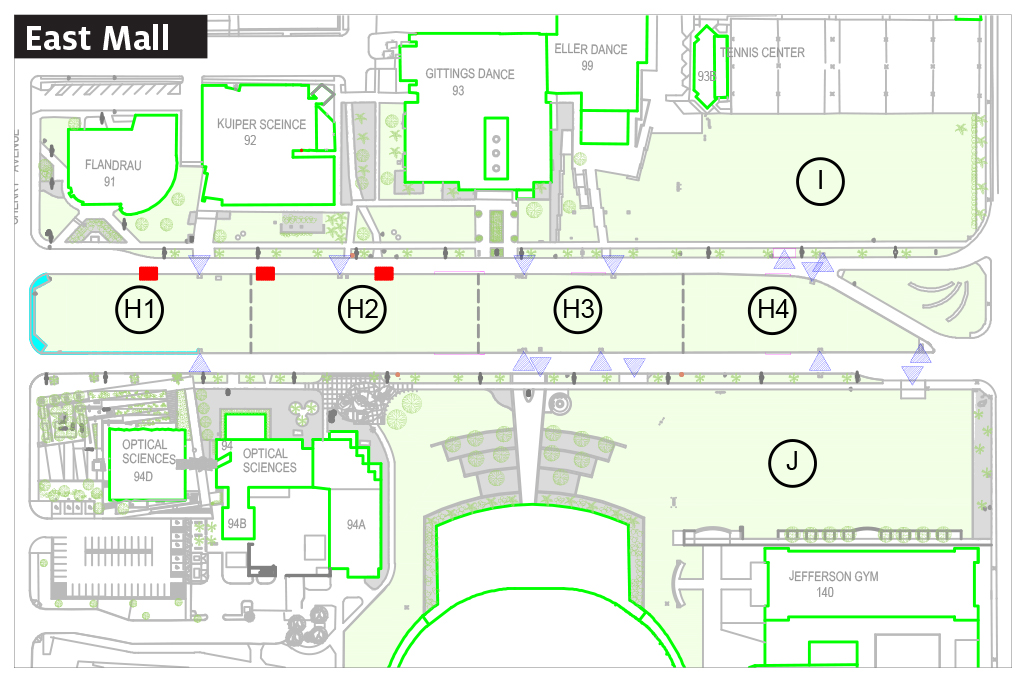 East Mall
ELLER DANCE
99
TENNIS CENTER
GITTINGS DANCE
93
93B
KUIPER SCEINCE
92
FLANDRAU
91
CHERRY AVENUE
I
H1
H2
H3
H4
OPTICAL
SCIENCES
94D
94
OPTICAL
SCIENCES
94B
94A
J
JEFFERSON GYM
140